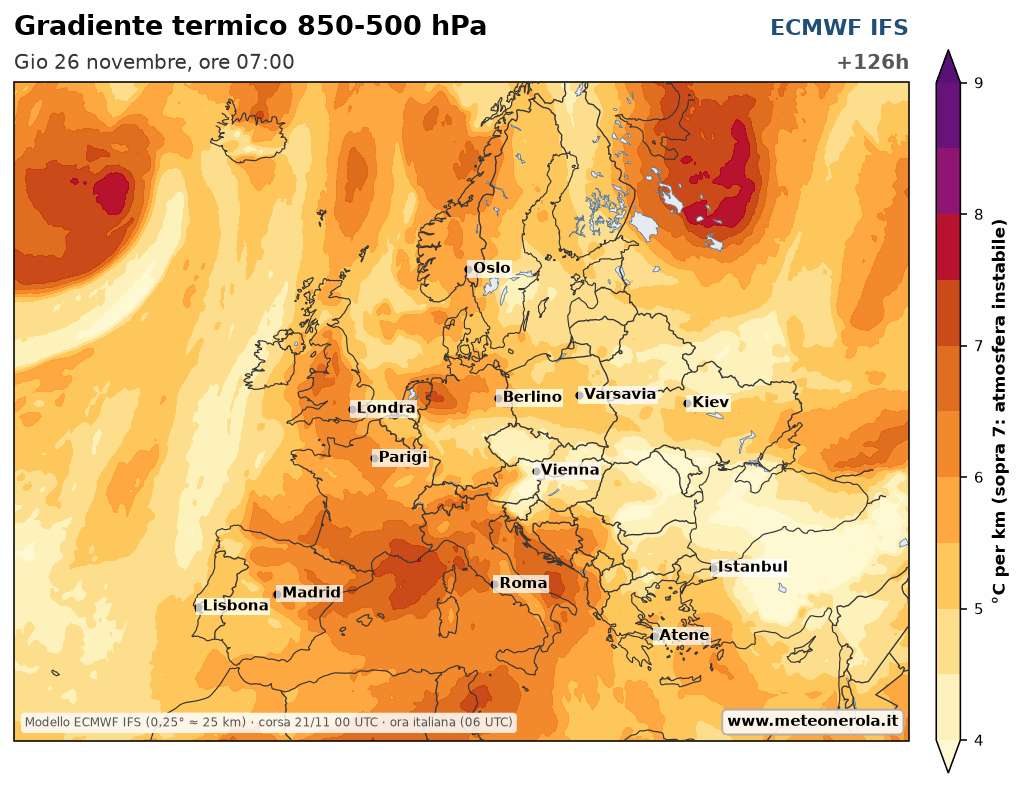 Gradiente termico 850-500 hPa
ECMWF IFS
Gio 26 novembre, ore 07:00
+126h
Oslo
Londra
Berlino
Varsavia
Kiev
Parigi
Vienna
Istanbul
Roma
Madrid
Lisbona
Atene
9
8
7
6
5
4
°C per km (sopra 7: atmosfera instabile)
Modello ECMWF IFS (0,25° ≈ 25 km) · corsa 21/11 00 UTC · ora italiana (06 UTC)
www.meteonerola.it